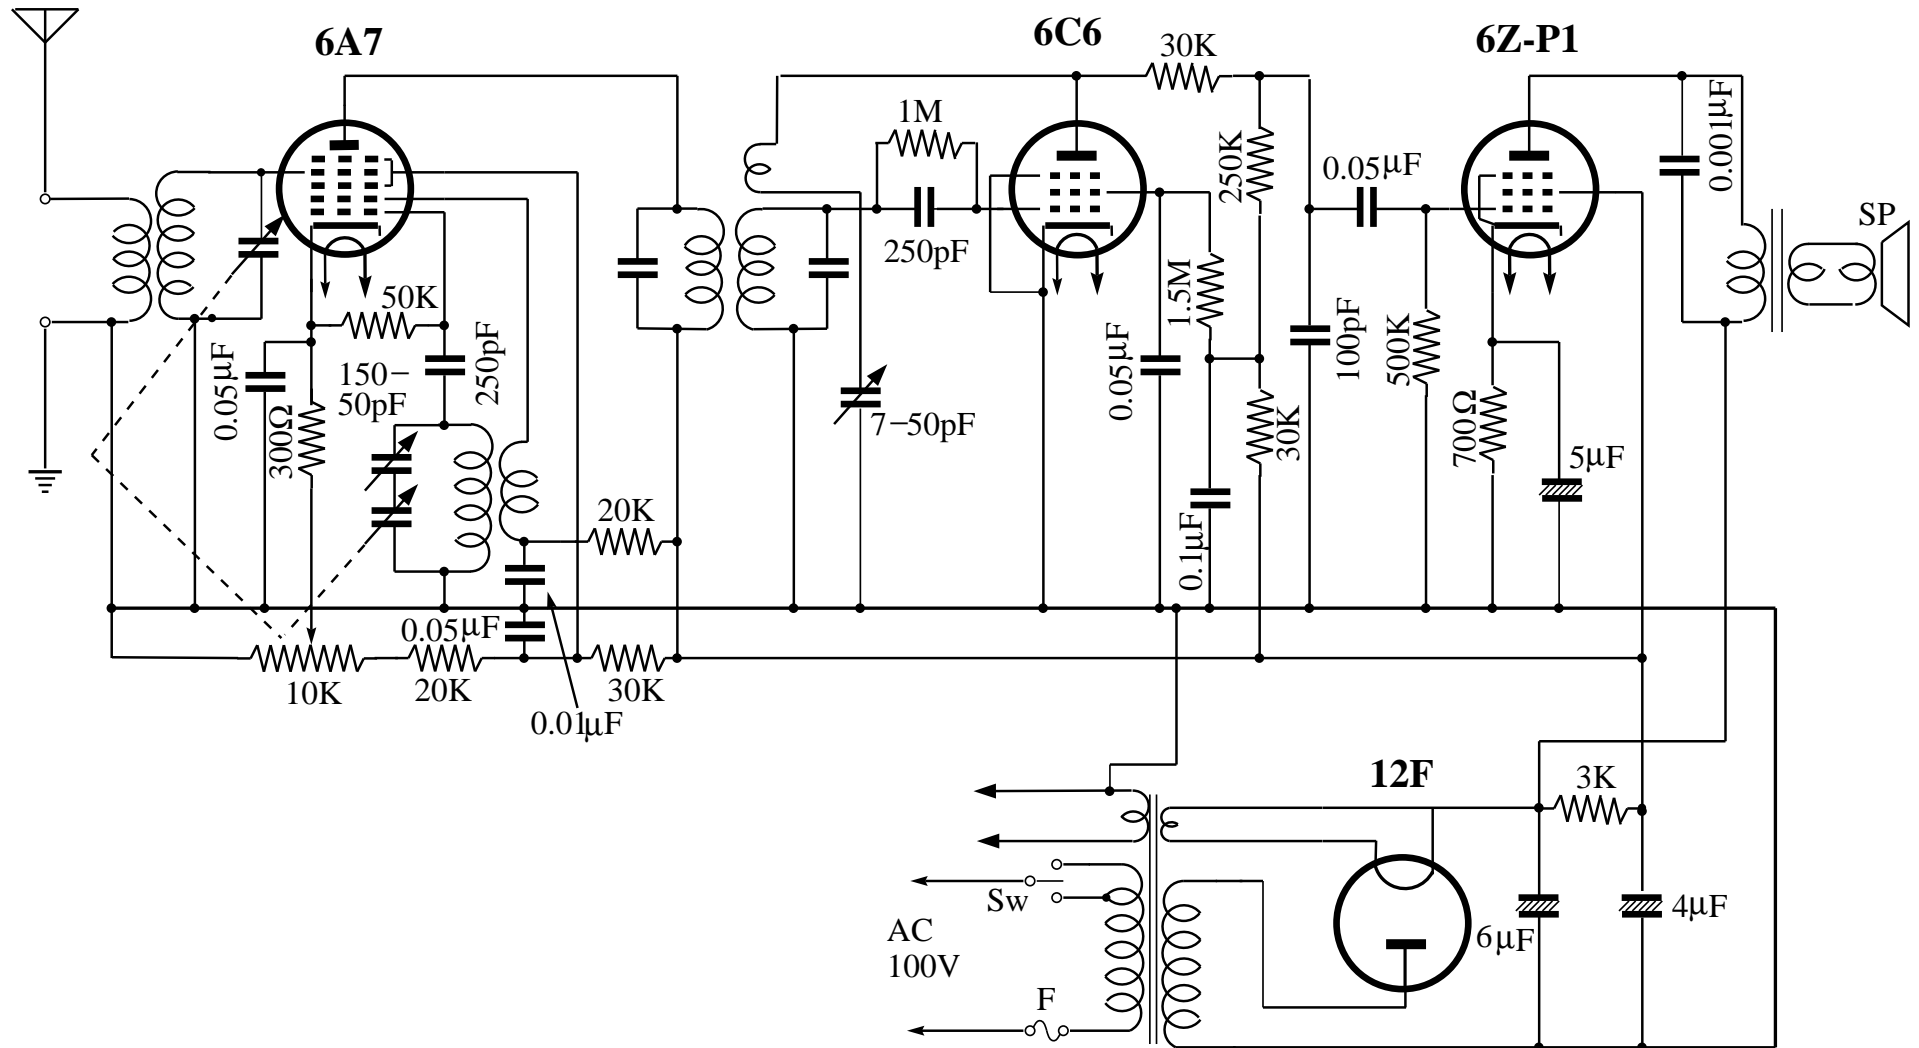 6A7
6C6
6Z-P1
30K
1M
250pF
250K
0.05µF
0.001µF
SP
50K
0.05µF
300Ω
150−
50pF
250pF
7−50pF
0.05µF
1.5M
0.1µF
30K
100pF
500K
700Ω
5µF
20K
0.05µF
10K
20K
30K
0.01µF
12F
3K
Sw
AC
100V
F
6µF
4µF